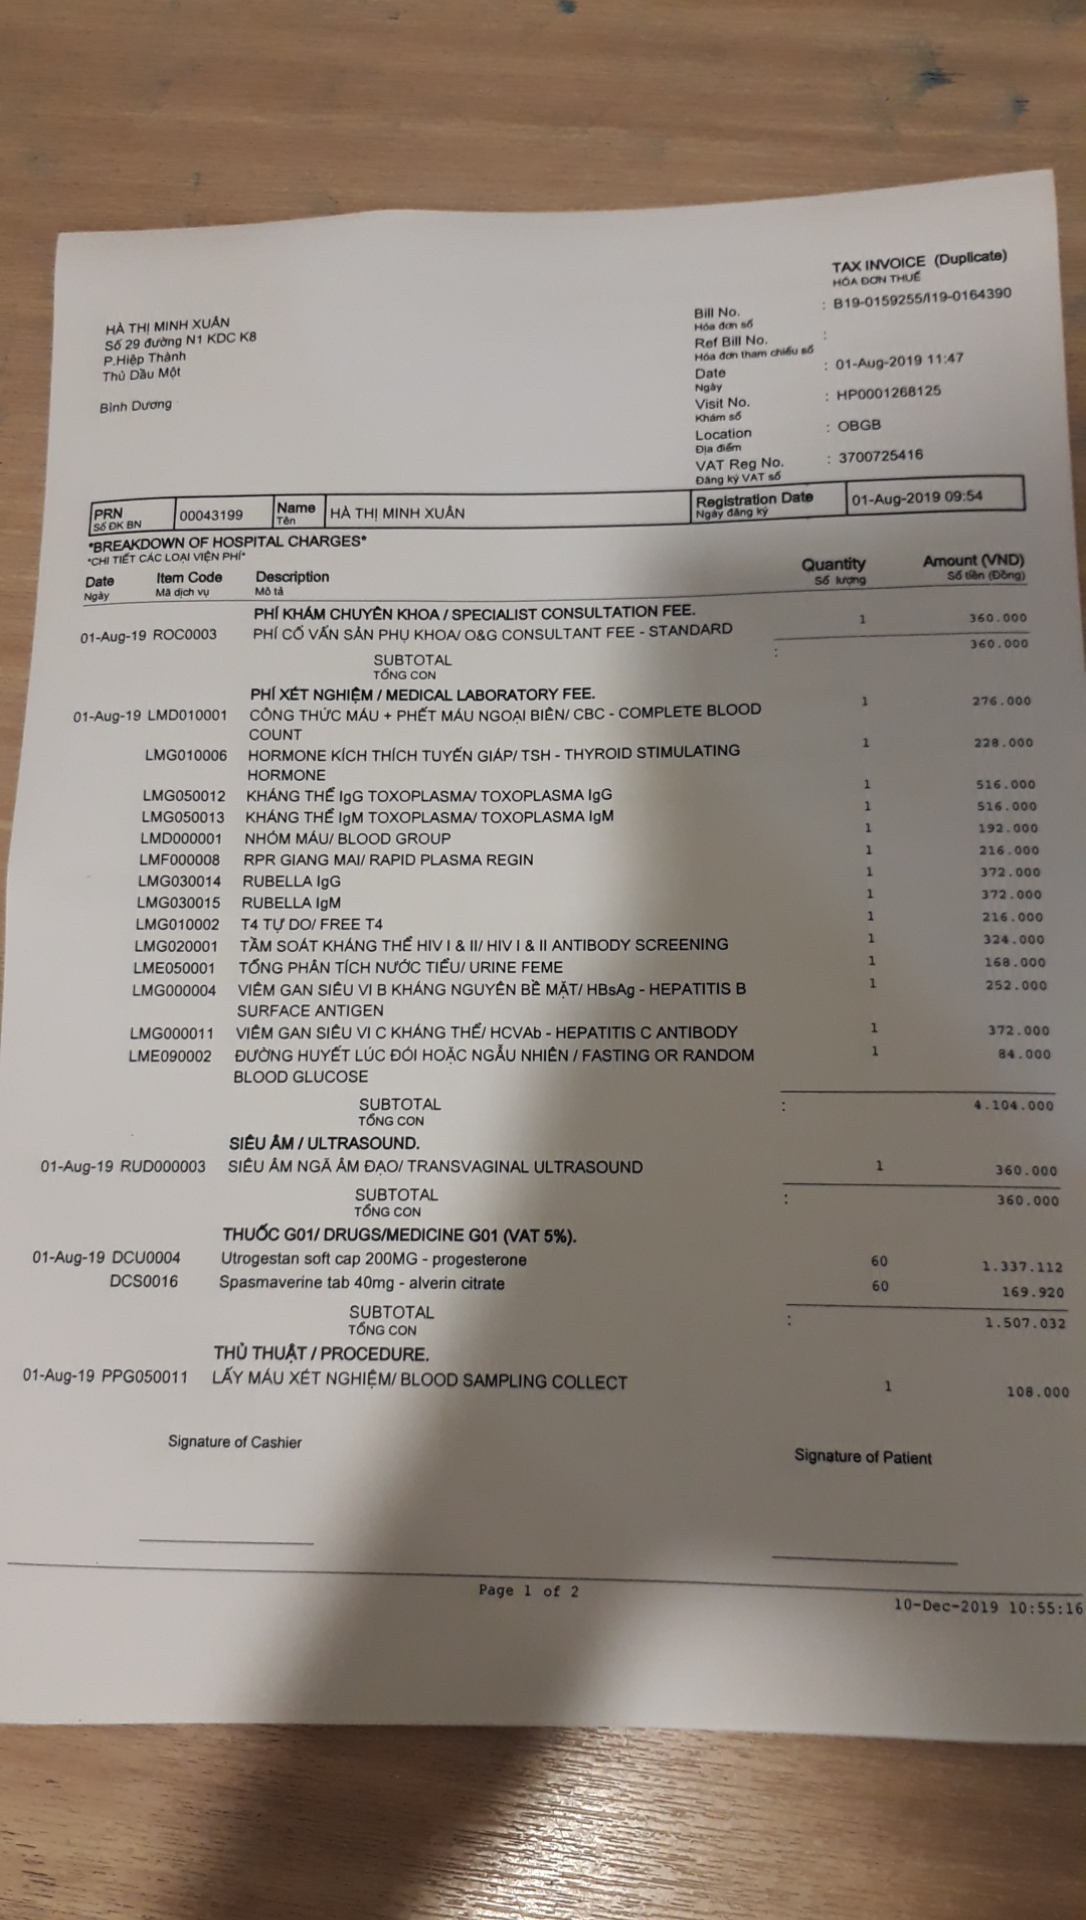 TAX INVOICE (Duplicate)
HÓA ĐƠN THUẾ
HÀ THỊ MINH XUÂN
Số 29 đường N1 KDC K8
P.Hiệp Thành
Thủ Dầu Một
Bình Dương
Bill No. : B19-0159255/I19-0164390
Hóa đơn số
Ref Bill No. :
Hóa đơn tham chiếu số
Date : 01-Aug-2019 11:47
Ngày
Visit No. : HP0001268125
Khám số
Location : OBGB
Địa điểm
VAT Reg No. : 3700725416
Đăng ký VAT số
PRN 00043199 Name HÀ THỊ MINH XUÂN Registration Date 01-Aug-2019 09:54
Số ĐK BN Tên Ngày đăng ký
*BREAKDOWN OF HOSPITAL CHARGES*
*CHI TIẾT CÁC LOẠI VIỆN PHÍ*
Date Item Code Description Quantity Amount (VND)
Ngày Mã dịch vụ Mô tả Số lượng Số tiền (Đồng)
PHÍ KHÁM CHUYÊN KHOA / SPECIALIST CONSULTATION FEE.
01-Aug-19 ROC0003 PHÍ CỐ VẤN SẢN PHỤ KHOA/ O&G CONSULTANT FEE - STANDARD 1 360.000
SUBTOTAL : 360.000
TỔNG CON
PHÍ XÉT NGHIỆM / MEDICAL LABORATORY FEE.
01-Aug-19 LMD010001 CÔNG THỨC MÁU + PHẾT MÁU NGOẠI BIÊN/ CBC - COMPLETE BLOOD 1 276.000
COUNT
LMG010006 HORMONE KÍCH THÍCH TUYẾN GIÁP/ TSH - THYROID STIMULATING 1 228.000
HORMONE
LMG050012 KHÁNG THỂ IgG TOXOPLASMA/ TOXOPLASMA IgG 1 516.000
LMG050013 KHÁNG THỂ IgM TOXOPLASMA/ TOXOPLASMA IgM 1 516.000
LMD000001 NHÓM MÁU/ BLOOD GROUP 1 192.000
LMF000008 RPR GIANG MAI/ RAPID PLASMA REGIN 1 216.000
LMG030014 RUBELLA IgG 1 372.000
LMG030015 RUBELLA IgM 1 372.000
LMG010002 T4 TỰ DO/ FREE T4 1 216.000
LMG020001 TẦM SOÁT KHÁNG THỂ HIV I & II/ HIV I & II ANTIBODY SCREENING 1 324.000
LME050001 TỔNG PHÂN TÍCH NƯỚC TIỂU/ URINE FEME 1 168.000
LMG000004 VIÊM GAN SIÊU VI B KHÁNG NGUYÊN BỀ MẶT/ HBsAg - HEPATITIS B 1 252.000
SURFACE ANTIGEN
LMG000011 VIÊM GAN SIÊU VI C KHÁNG THỂ/ HCVAb - HEPATITIS C ANTIBODY 1 372.000
LME090002 ĐƯỜNG HUYẾT LÚC ĐÓI HOẶC NGẪU NHIÊN / FASTING OR RANDOM 1 84.000
BLOOD GLUCOSE
SUBTOTAL : 4.104.000
TỔNG CON
SIÊU ÂM / ULTRASOUND.
01-Aug-19 RUD000003 SIÊU ÂM NGÃ ÂM ĐẠO/ TRANSVAGINAL ULTRASOUND 1 360.000
SUBTOTAL : 360.000
TỔNG CON
THUỐC G01/ DRUGS/MEDICINE G01 (VAT 5%).
01-Aug-19 DCU0004 Utrogestan soft cap 200MG - progesterone 60 1.337.112
DCS0016 Spasmaverine tab 40mg - alverin citrate 60 169.920
SUBTOTAL : 1.507.032
TỔNG CON
THỦ THUẬT / PROCEDURE.
01-Aug-19 PPG050011 LẤY MÁU XÉT NGHIỆM/ BLOOD SAMPLING COLLECT 1 108.000
Signature of Cashier Signature of Patient
Page 1 of 2
10-Dec-2019 10:55:16